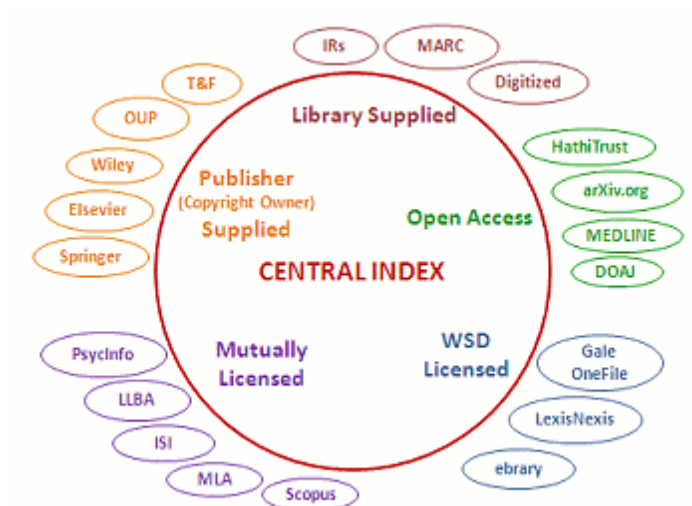 IRs
MARC
Digitized
T&F
OUP
Wiley
Elsevier
Springer
Library Supplied
HathiTrust
arXiv.org
MEDLINE
DOAJ
Publisher
(Copyright Owner)
Supplied
Open Access
CENTRAL INDEX
Mutually
Licensed
WSD
Licensed
PsycInfo
LLBA
ISI
MLA
Scopus
Gale
OneFile
LexisNexis
ebrary